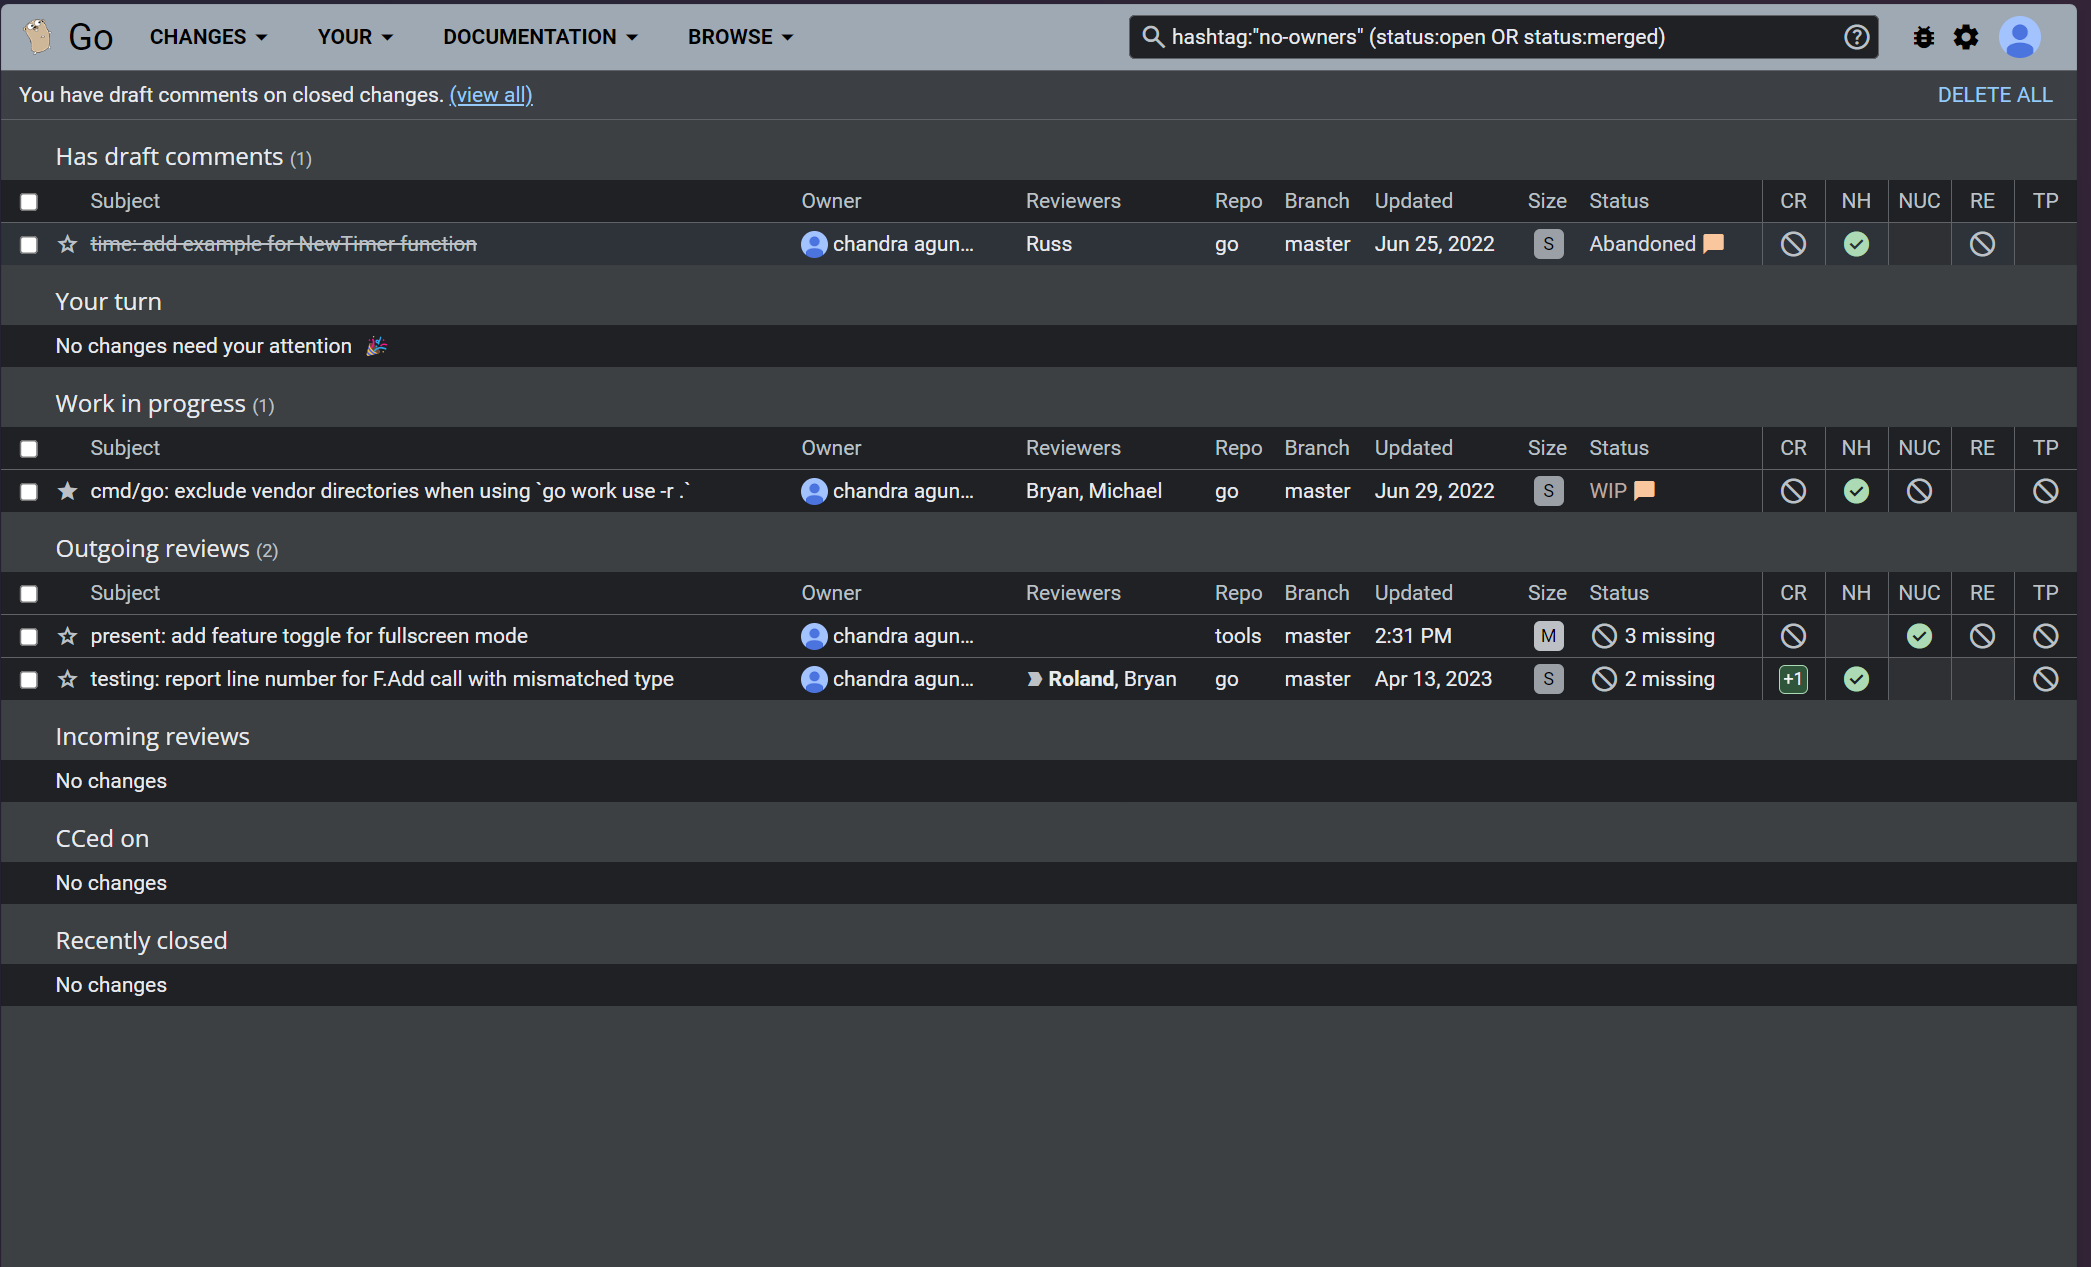 Go CHANGES YOUR DOCUMENTATION BROWSE hashtag:"no-owners" (status:open OR status:merged)
You have draft comments on closed changes. (view all) DELETE ALL
Has draft comments (1)
Subject Owner Reviewers Repo Branch Updated Size Status CR NH NUC RE TP
time: add example for NewTimer function chandra agun... Russ go master Jun 25, 2022 S Abandoned
Your turn
No changes need your attention
Work in progress (1)
Subject Owner Reviewers Repo Branch Updated Size Status CR NH NUC RE TP
cmd/go: exclude vendor directories when using `go work use -r .` chandra agun... Bryan, Michael go master Jun 29, 2022 S WIP
Outgoing reviews (2)
Subject Owner Reviewers Repo Branch Updated Size Status CR NH NUC RE TP
present: add feature toggle for fullscreen mode chandra agun... tools master 2:31 PM M 3 missing
testing: report line number for F.Add call with mismatched type chandra agun... Roland, Bryan go master Apr 13, 2023 S 2 missing +1
Incoming reviews
No changes
CCed on
No changes
Recently closed
No changes